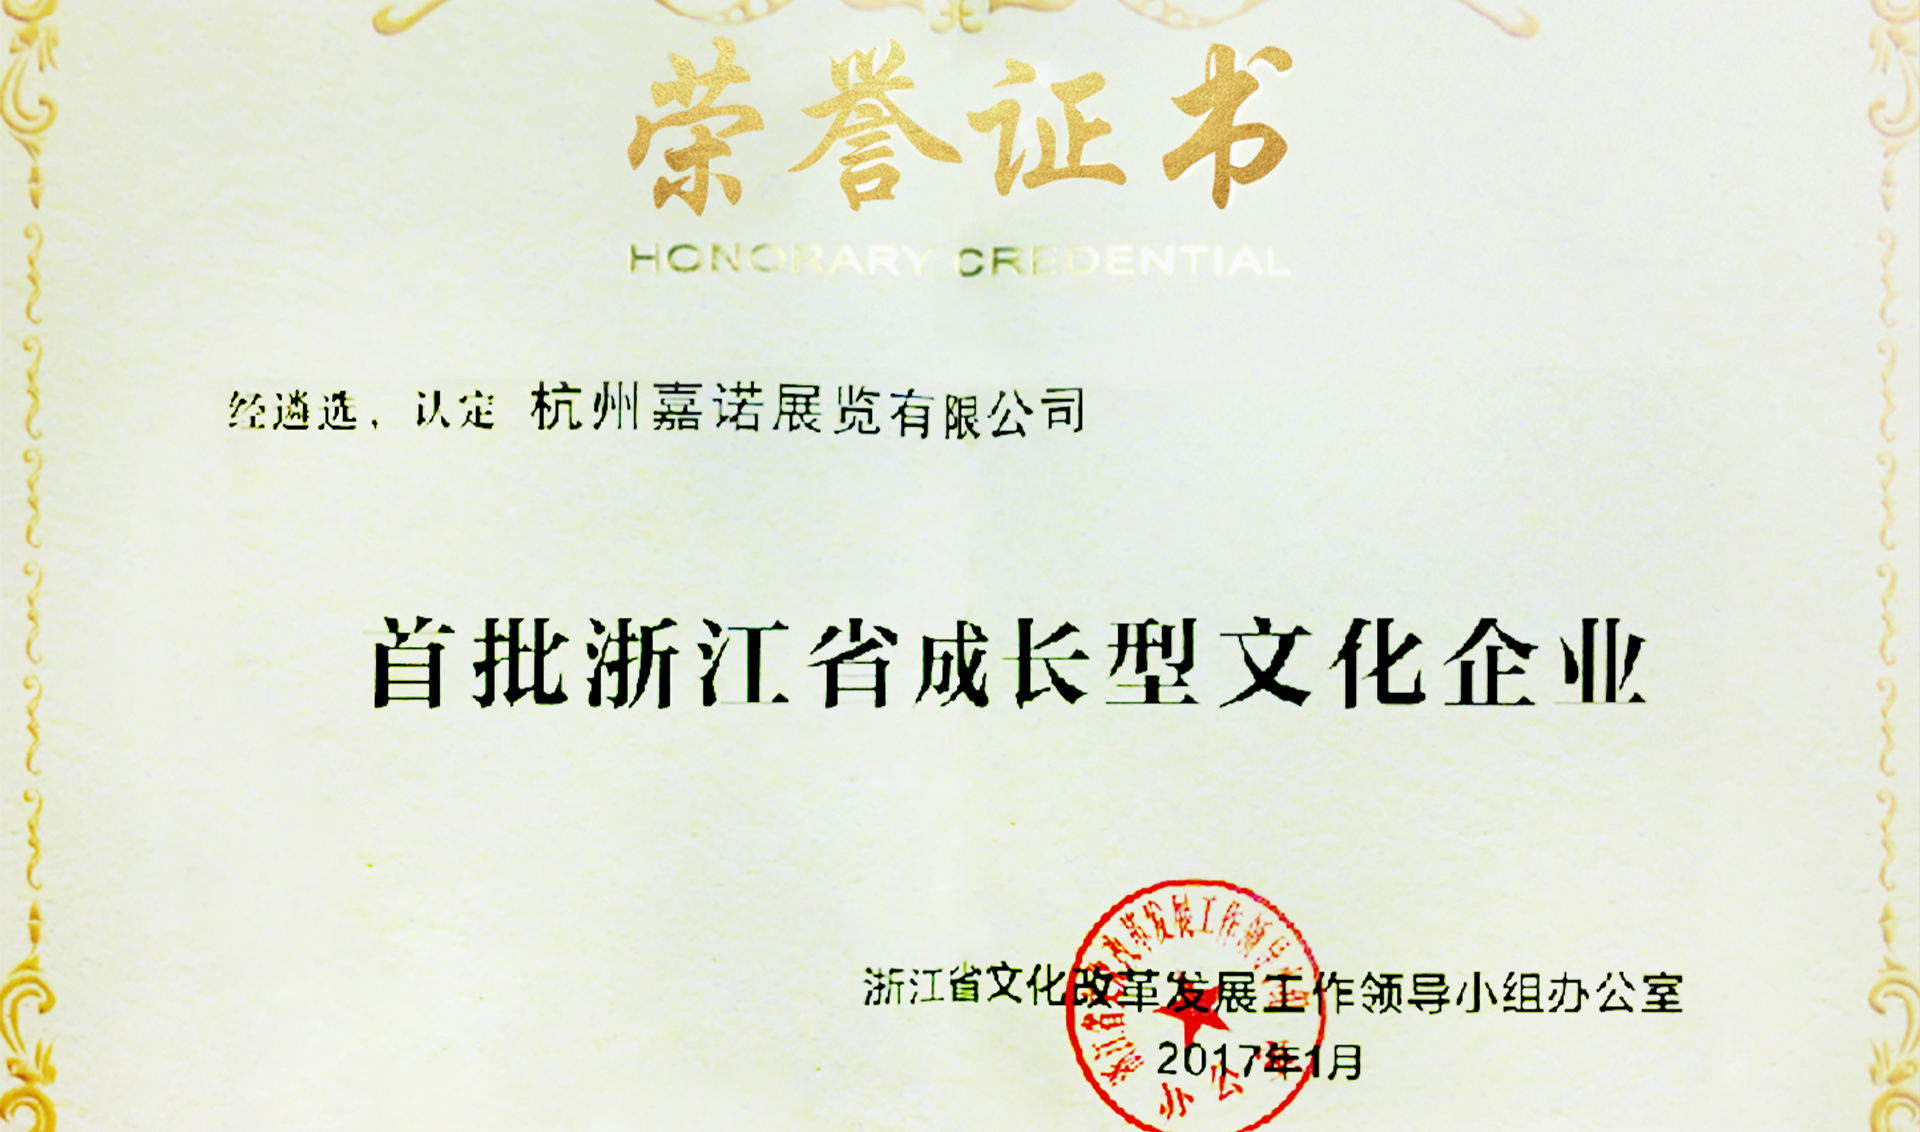 荣誉证书
HONORARY CREDENTIAL
经遴选，认定 杭州嘉诺展览有限公司
首批浙江省成长型文化企业
浙江省文化改革发展工作领导小组办公室
2017年1月